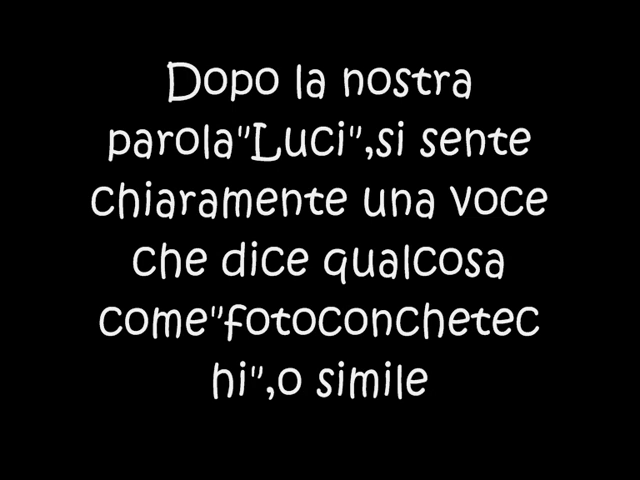 Dopo la nostra
parola"Luci",si sente
chiaramente una voce
che dice qualcosa
come"fotoconchetec
hi",o simile